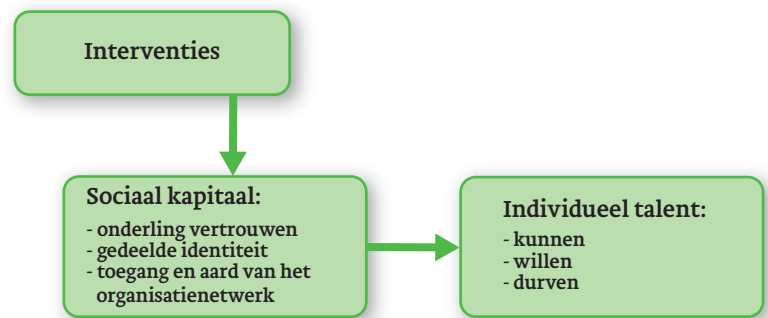 Interventies
Sociaal kapitaal:
- onderling vertrouwen
- gedeelde identiteit
- toegang en aard van het
organisatienetwerk
Individueel talent:
- kunnen
- willen
- durven